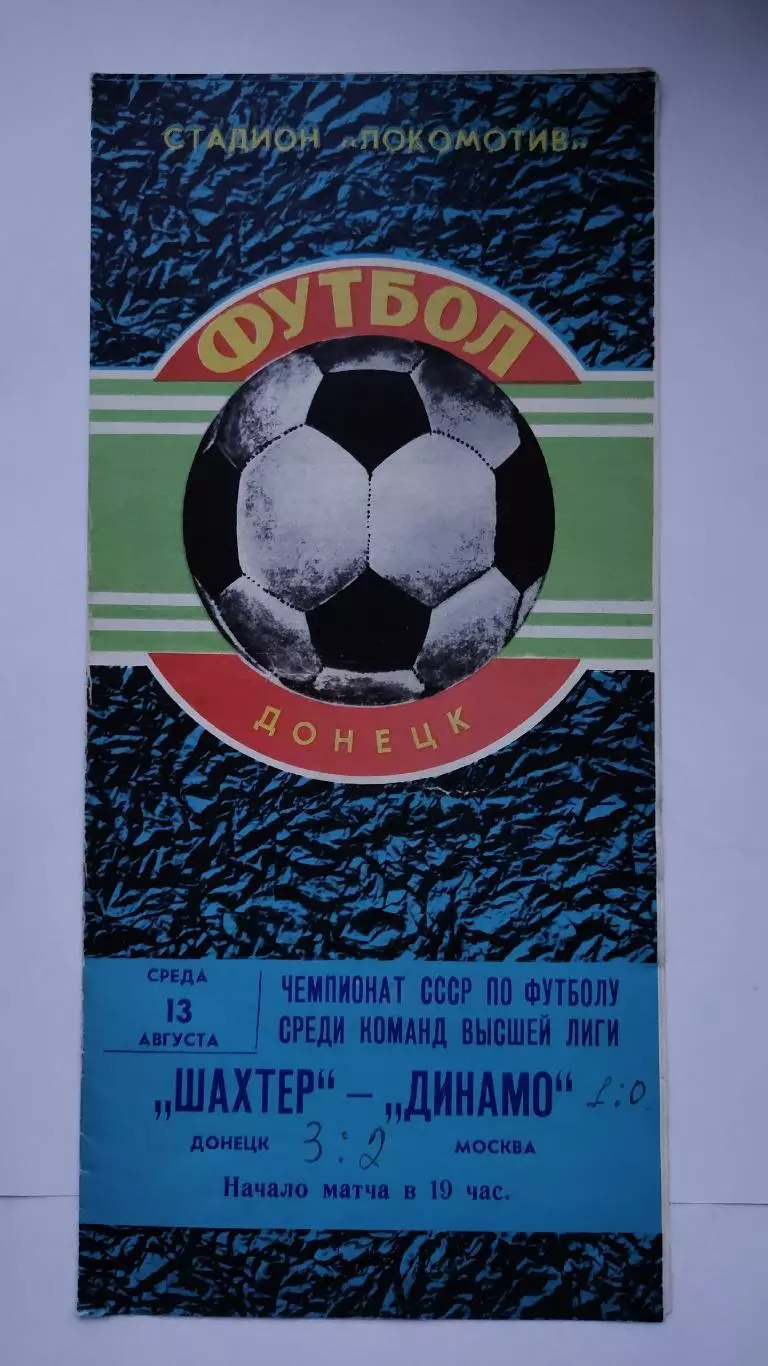 СТАДИОН „ЛОКОМОТИВ"
ФУТБОЛ
ДОНЕЦК
СРЕДА
13
АВГУСТА
ЧЕМПИОНАТ СССР ПО ФУТБОЛУ
СРЕДИ КОМАНД ВЫСШЕЙ ЛИГИ
„ШАХТЕР" – „ДИНАМО" 1:0
ДОНЕЦК 3:2 МОСКВА
Начало матча в 19 час.